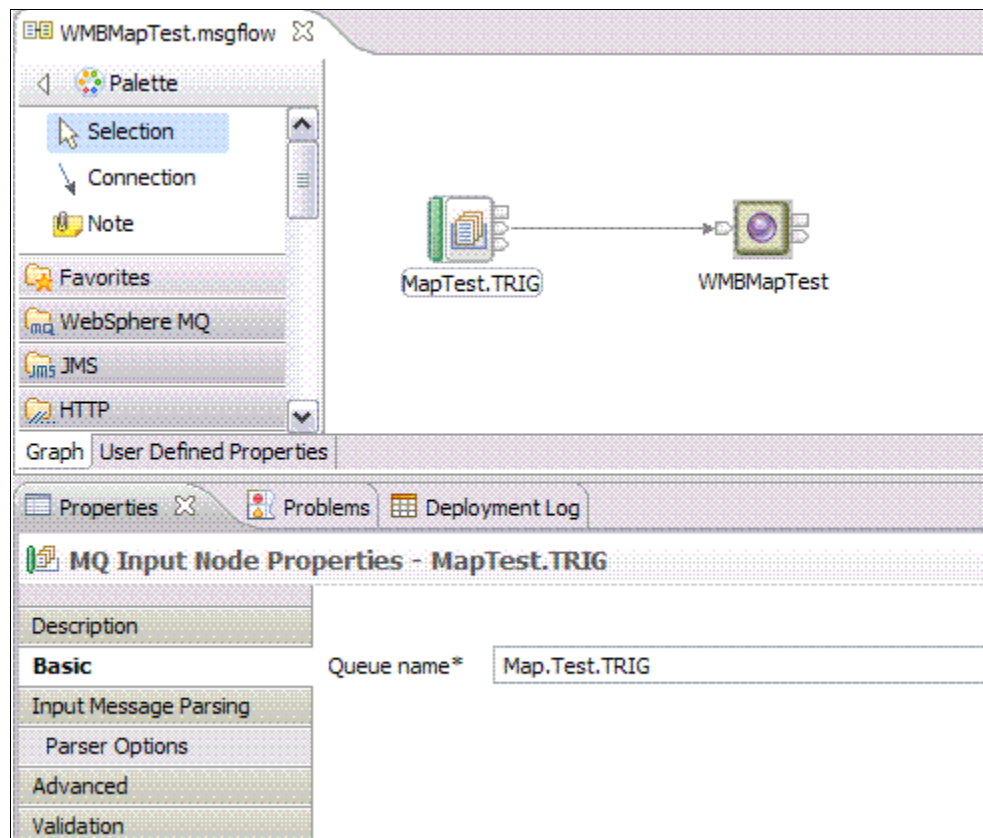 WMBMapTest.msgflow
Palette
Selection
Connection
Note
Favorites
mq WebSphere MQ
Jms JMS
HTTP
MapTest.TRIG
WMBMapTest
Graph User Defined Properties
Properties Problems Deployment Log
MQ Input Node Properties - MapTest.TRIG
Description
Basic
Queue name* Map.Test.TRIG
Input Message Parsing
Parser Options
Advanced
Validation